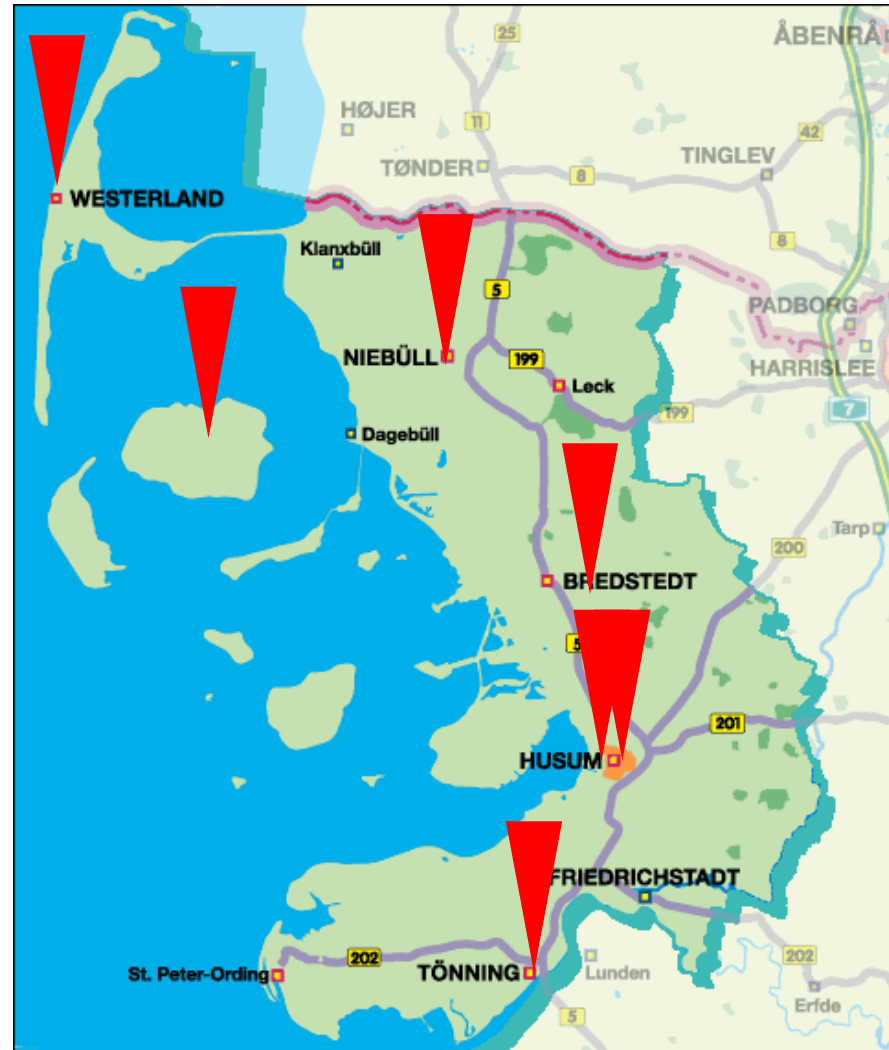 25
ÅBENRÅ
HØJER
11
42
TØNDER
8
TINGLEV
WESTERLAND
8
Klanxbüll
5
PADBORG
NIEBÜLL
199
HARRISLEE
Leck
7
199
Dagebüll
Tarp
200
BREDSTEDT
5
201
HUSUM
FRIEDRICHSTADT
202
202
St. Peter-Ording
TÖNNING
Lunden
Erfde
5